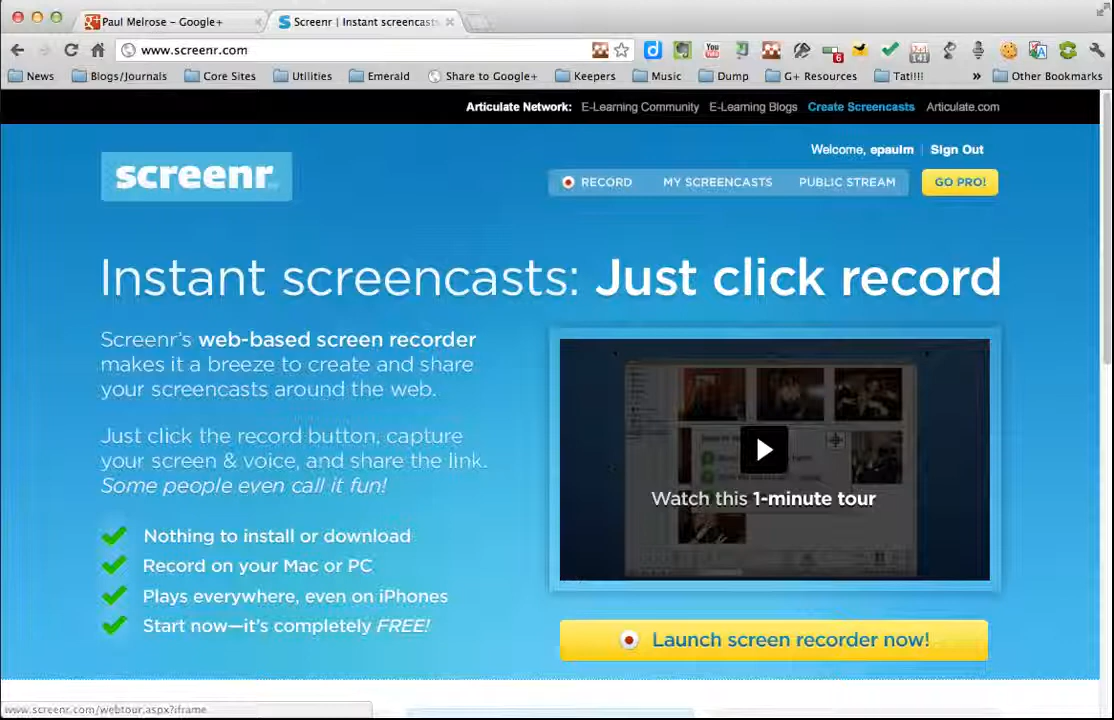 Paul Melrose – Google+
Screenr | Instant screencasts
www.screenr.com
News Blogs/Journals Core Sites Utilities Emerald Share to Google+ Keepers Music Dump G+ Resources Tati!!! » Other Bookmarks
Articulate Network: E-Learning Community E-Learning Blogs Create Screencasts Articulate.com
Welcome, epaulm | Sign Out
screenr
RECORD MY SCREENCASTS PUBLIC STREAM GO PRO!
Instant screencasts: Just click record
Screenr's web-based screen recorder
makes it a breeze to create and share
your screencasts around the web.
Just click the record button, capture
your screen & voice, and share the link.
Some people even call it fun!
Nothing to install or download
Record on your Mac or PC
Plays everywhere, even on iPhones
Start now—it's completely FREE!
Watch this 1-minute tour
Launch screen recorder now!
www.screenr.com/webtour.aspx?iframe